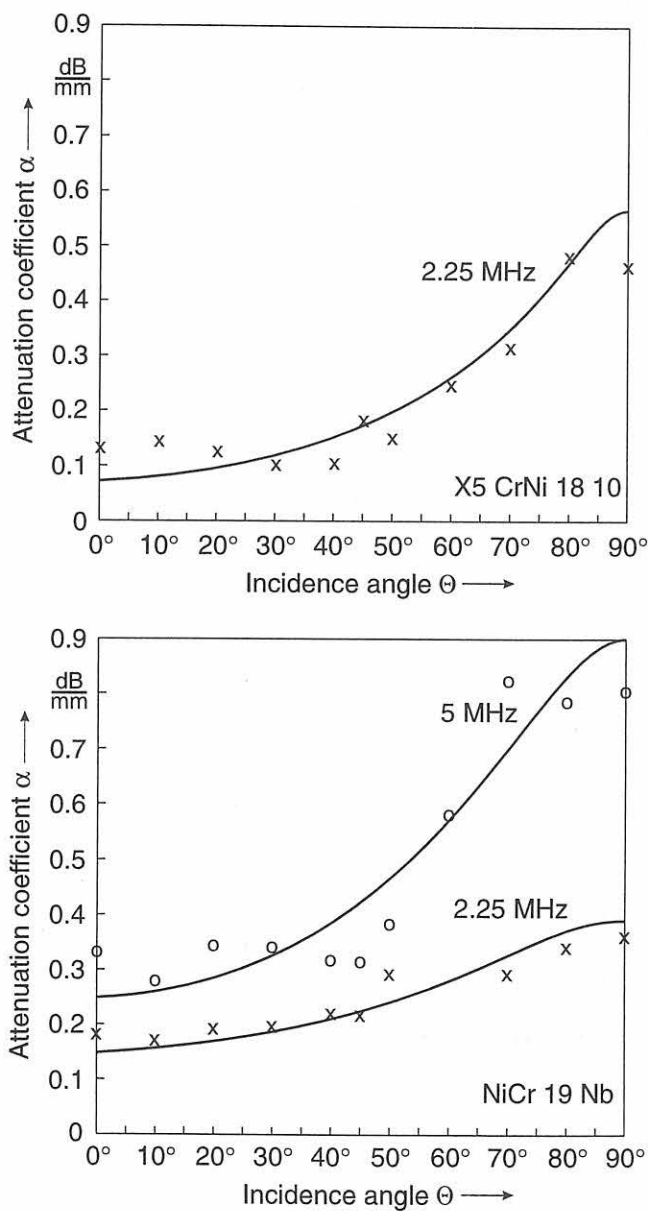 0.9
dB
mm
0.7
0.6
0.5
0.4
0.3
0.2
0.1
0
Attenuation coefficient α
2.25 MHz
X5 CrNi 18 10
0° 10° 20° 30° 40° 50° 60° 70° 80° 90°
Incidence angle Θ
0.9
dB
mm
0.7
0.6
0.5
0.4
0.3
0.2
0.1
0
Attenuation coefficient α
5 MHz
2.25 MHz
NiCr 19 Nb
0° 10° 20° 30° 40° 50° 60° 70° 80° 90°
Incidence angle Θ